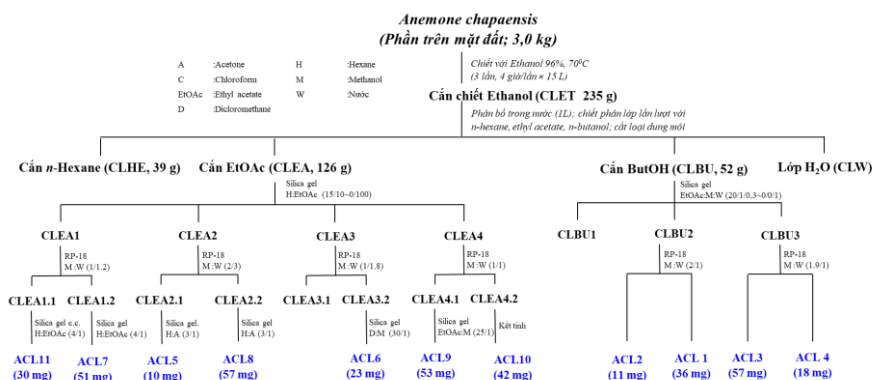 Anemone chapaensis
(Phần trên mặt đất; 3,0 kg)
A :Acetone H :Hexane
C :Chloroform M :Methanol
EtOAc :Ethyl acetate W :Nước
D :Dicloromethane
Chiết với Ethanol 96%, 70⁰C
(3 lần, 4 giờ/lần × 15 L)
Cắn chiết Ethanol (CLET 235 g)
Phân bố trong nước (1L); chiết phân lớp lần lượt với
n-hexane, ethyl acetate, n-butanol; cất loại dung môi
Cắn n-Hexane (CLHE, 39 g) Cắn EtOAc (CLEA, 126 g) Cắn ButOH (CLBU, 52 g) Lớp H₂O (CLW)
Silica gel
H:EtOAc (15/10~0/100)
Silica gel
EtOAc:M:W (20/1/0,3~0/0/1)
CLEA1 CLEA2 CLEA3 CLEA4 CLBU1 CLBU2 CLBU3
RP-18
M :W (1/1.2)
RP-18
M :W (2/3)
RP-18
M :W (1/1.8)
RP-18
M :W (1/1)
RP-18
M :W (2/1)
RP-18
M :W (1.9/1)
CLEA1.1 CLEA1.2 CLEA2.1 CLEA2.2 CLEA3.1 CLEA3.2 CLEA4.1 CLEA4.2
Silica gel c.c.
H:EtOAc (4/1)
Silica gel
H:EtOAc (4/1)
Silica gel.
H:A (3/1)
Silica gel
H:A (3/1)
Silica gel
D:M (30/1)
Silica gel
EtOAc:M (25/1)
Kết tinh
ACL11
(30 mg)
ACL7
(51 mg)
ACL5
(10 mg)
ACL8
(57 mg)
ACL6
(23 mg)
ACL9
(53 mg)
ACL10
(42 mg)
ACL2
(11 mg)
ACL 1
(36 mg)
ACL3
(57 mg)
ACL 4
(18 mg)